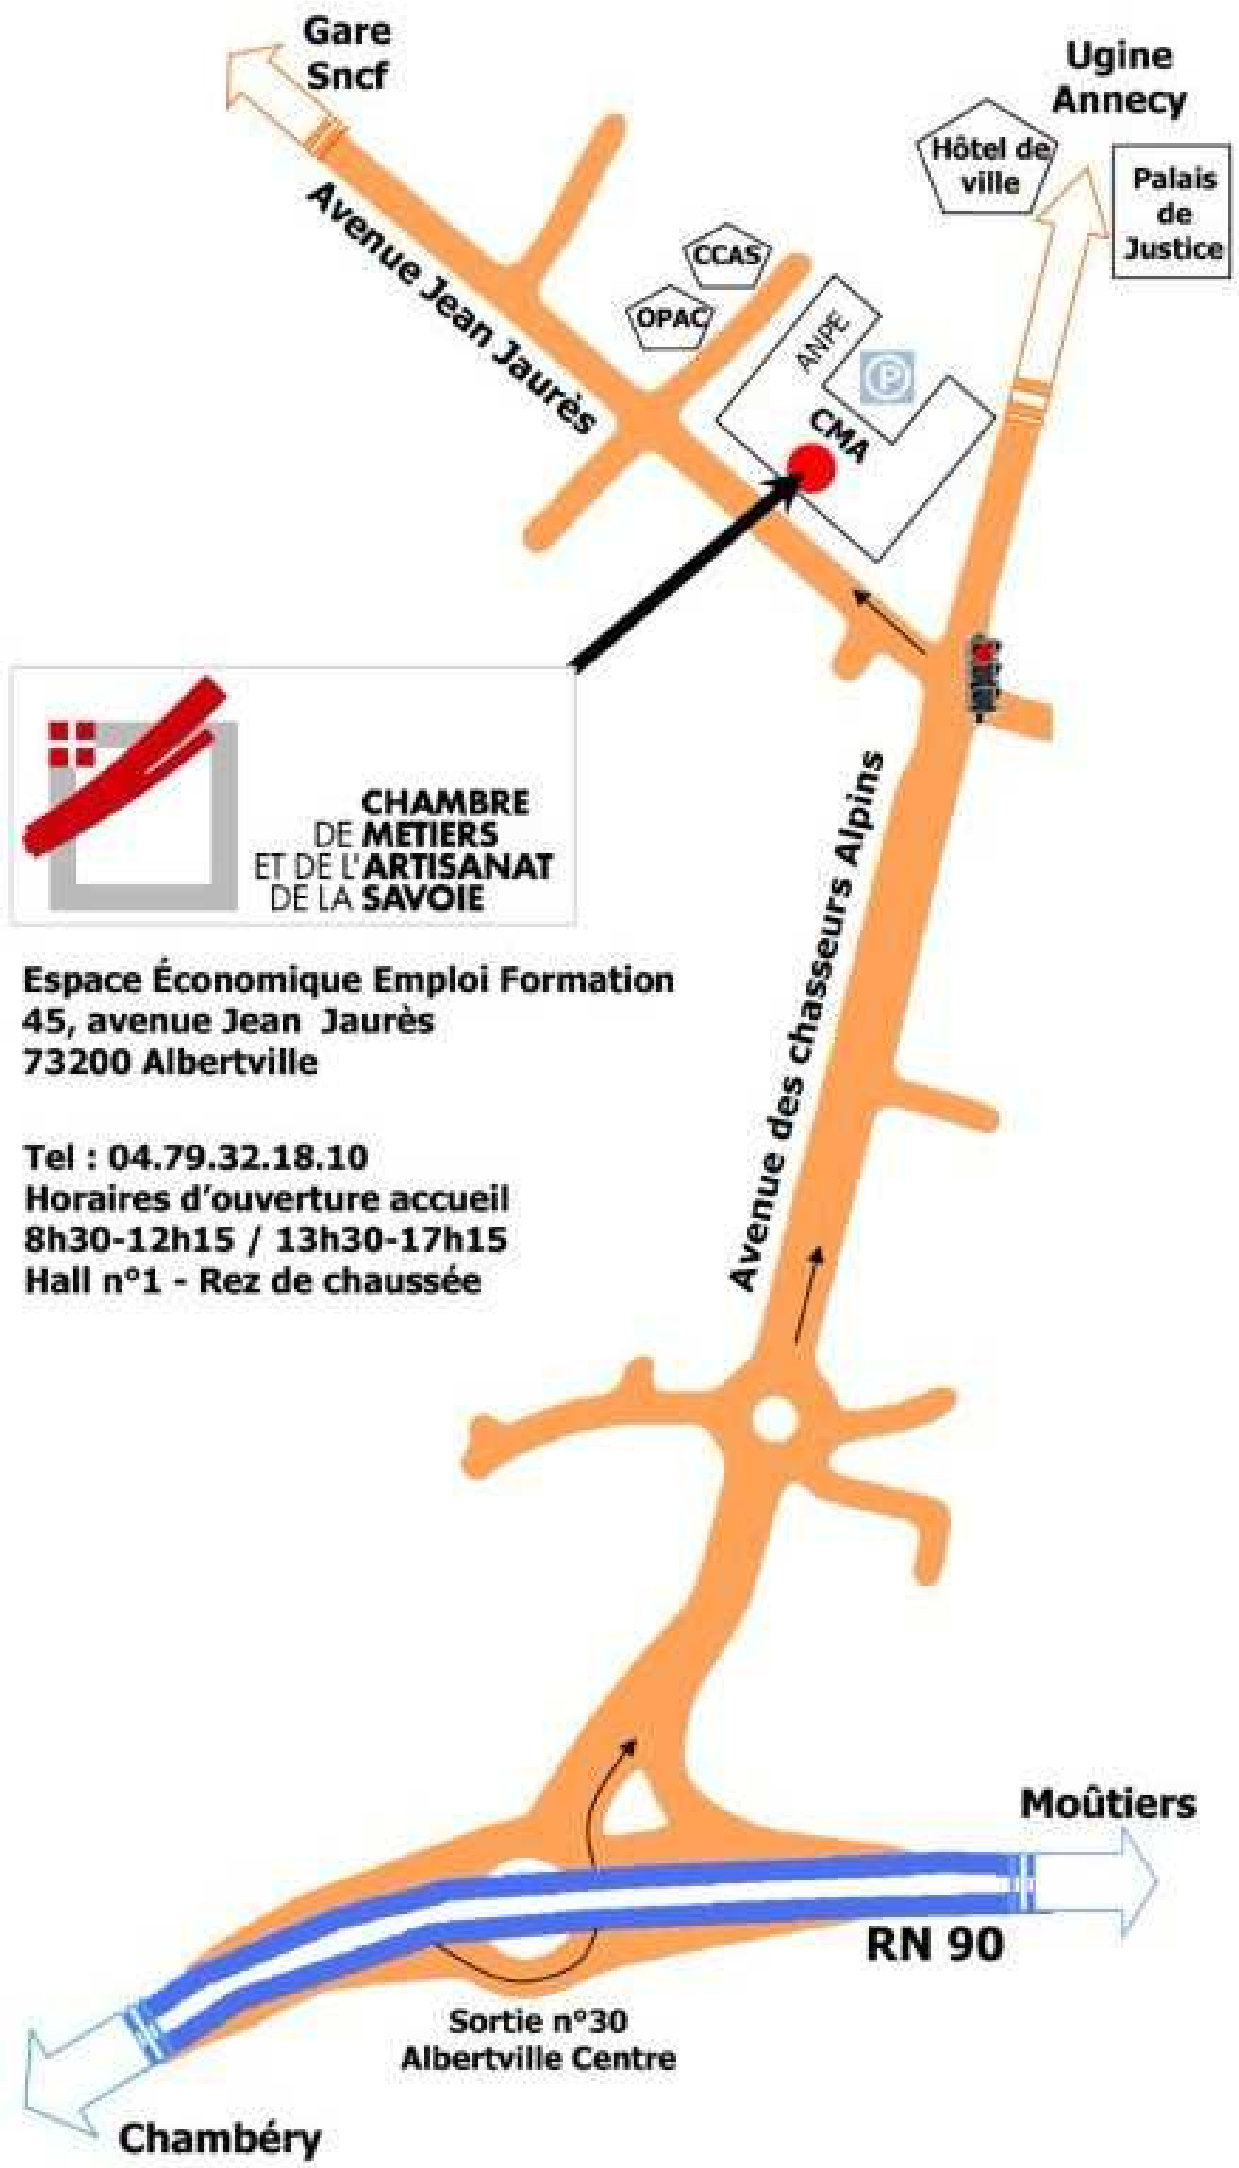 Gare
Sncf
Ugine
Annecy
Hôtel de
ville
Palais
de
Justice
Avenue Jean Jaurès
CCAS
OPAC
ANPE
P
CMA
CHAMBRE
DE METIERS
ET DE L'ARTISANAT
DE LA SAVOIE
Avenue des chasseurs Alpins
Espace Économique Emploi Formation
45, avenue Jean Jaurès
73200 Albertville
Tel : 04.79.32.18.10
Horaires d'ouverture accueil
8h30-12h15 / 13h30-17h15
Hall n°1 - Rez de chaussée
Moûtiers
RN 90
Sortie n°30
Albertville Centre
Chambéry